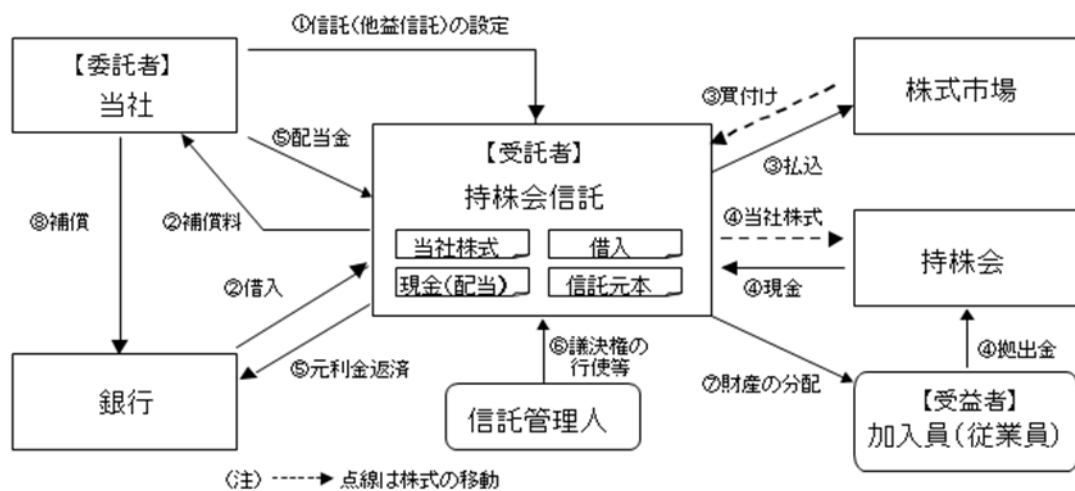 ①信託(他益信託)の設定
【委託者】
当社
株式市場
③買付け
⑤配当金
【受託者】
持株会信託
③払込
⑧補償
②補償料
④当社株式
当社株式
借入
持株会
現金(配当)
信託元本
②借入
④現金
⑥議決権の
行使等
④拠出金
⑤元利金返済
⑦財産の分配
銀行
信託管理人
【受益者】
加入員(従業員)
(注) 点線は株式の移動